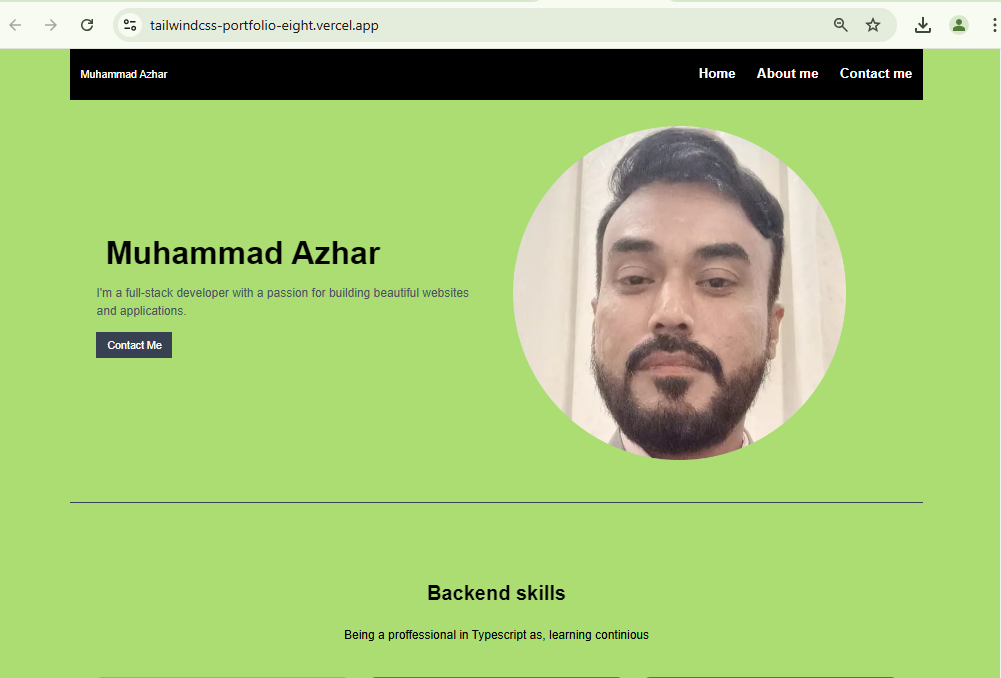 tailwindcss-portfolio-eight.vercel.app
Muhammad Azhar
Home About me Contact me
Muhammad Azhar
I'm a full-stack developer with a passion for building beautiful websites
and applications.
Contact Me
Backend skills
Being a proffessional in Typescript as, learning continious